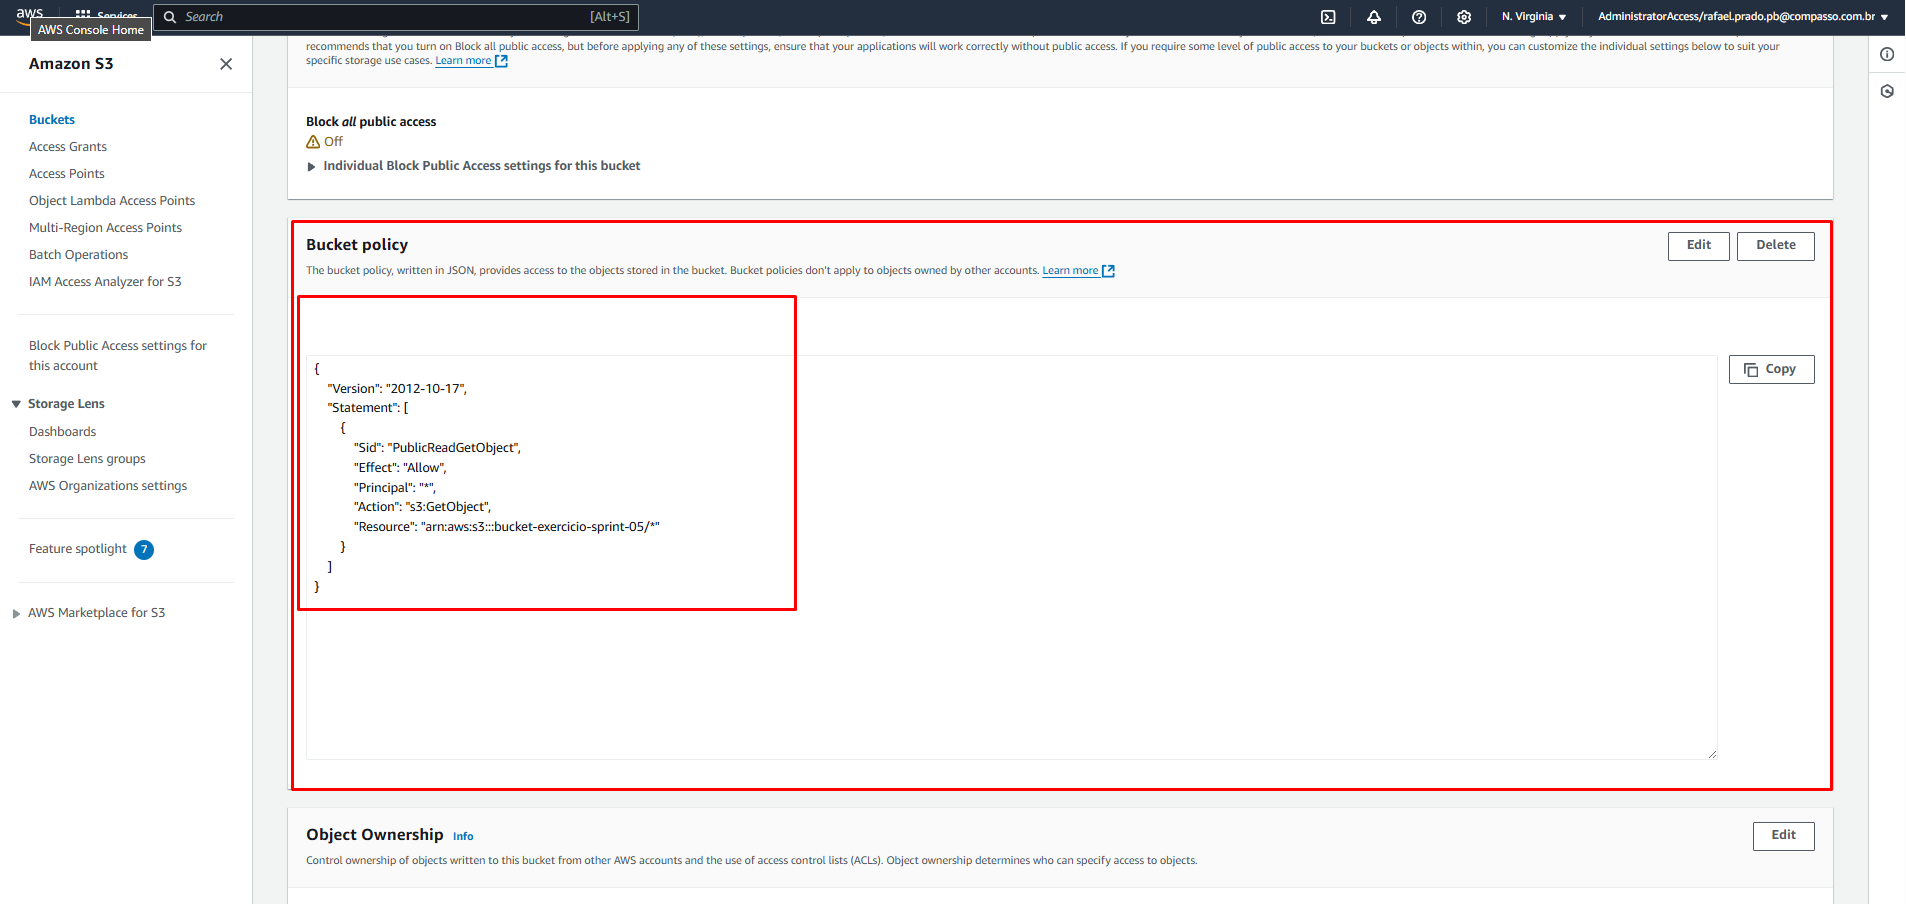 aws
Services
Search
[Alt+S]
N. Virginia
AdministratorAccess/rafael.prado.pb@compasso.com.br
AWS Console Home
Amazon S3
Buckets
Access Grants
Access Points
Object Lambda Access Points
Multi-Region Access Points
Batch Operations
IAM Access Analyzer for S3
Block Public Access settings for
this account
Storage Lens
Dashboards
Storage Lens groups
AWS Organizations settings
Feature spotlight 7
AWS Marketplace for S3
recommends that you turn on Block all public access, but before applying any of these settings, ensure that your applications will work correctly without public access. If you require some level of public access to your buckets or objects within, you can customize the individual settings below to suit your
specific storage use cases. Learn more
Block all public access
Off
Individual Block Public Access settings for this bucket
Bucket policy
Edit
Delete
The bucket policy, written in JSON, provides access to the objects stored in the bucket. Bucket policies don't apply to objects owned by other accounts. Learn more
Copy
{
"Version": "2012-10-17",
"Statement": [
{
"Sid": "PublicReadGetObject",
"Effect": "Allow",
"Principal": "*",
"Action": "s3:GetObject",
"Resource": "arn:aws:s3:::bucket-exercicio-sprint-05/*"
}
]
}
Object Ownership Info
Edit
Control ownership of objects written to this bucket from other AWS accounts and the use of access control lists (ACLs). Object ownership determines who can specify access to objects.